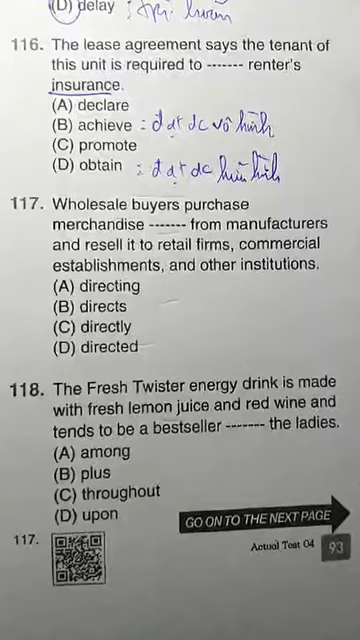 (D) delay : trì hoãn
116. The lease agreement says the tenant of
this unit is required to ------- renter's
insurance.
(A) declare
(B) achieve : đạt dc vô hình
(C) promote
(D) obtain : đạt dc hữu hình
117. Wholesale buyers purchase
merchandise ------- from manufacturers
and resell it to retail firms, commercial
establishments, and other institutions.
(A) directing
(B) directs
(C) directly
(D) directed
118. The Fresh Twister energy drink is made
with fresh lemon juice and red wine and
tends to be a bestseller ------- the ladies.
(A) among
(B) plus
(C) throughout
(D) upon
GO ON TO THE NEXT PAGE
117.
Actual Test 04 93